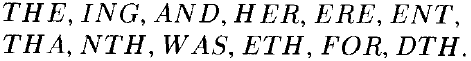 THE, ING, AND, HER, ERE, ENT,
THA, NTH, WAS, ETH, FOR, DTH.